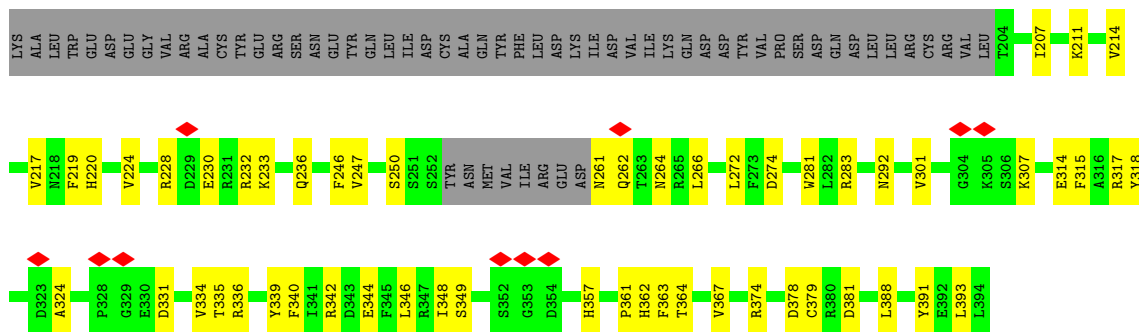 LYS ALA LEU TRP GLU ASP GLU GLY VAL ARG ALA CYS TYR GLU ARG SER ASN GLU TYR GLN LEU ILE ASP CYS ALA GLN TYR PHE LEU ASP LYS ILE ASP VAL ILE LYS GLN ASP ASP TYR VAL PRO SER ASP GLN ASP LEU LEU ARG CYS ARG VAL LEU T204 I207 K211 V214
V217 N218 F219 H220 V224 R228 D229 E230 R231 R232 K233 Q236 F246 V247 S250 S251 S252 TYR ASN MET VAL ILE ARG GLU ASP N261 Q262 T263 N264 R265 L266 L272 F273 D274 W281 L282 R283 N292 V301 G304 K305 S306 K307 E314 F315 A316 R317 Y318
D323 A324 P328 G329 E330 D331 V334 T335 R336 Y339 F340 I341 R342 D343 E344 F345 L346 R347 I348 S349 S352 G353 D354 H357 P361 H362 F363 T364 V367 R374 D378 C379 R380 D381 L388 Y391 E392 L393 L394